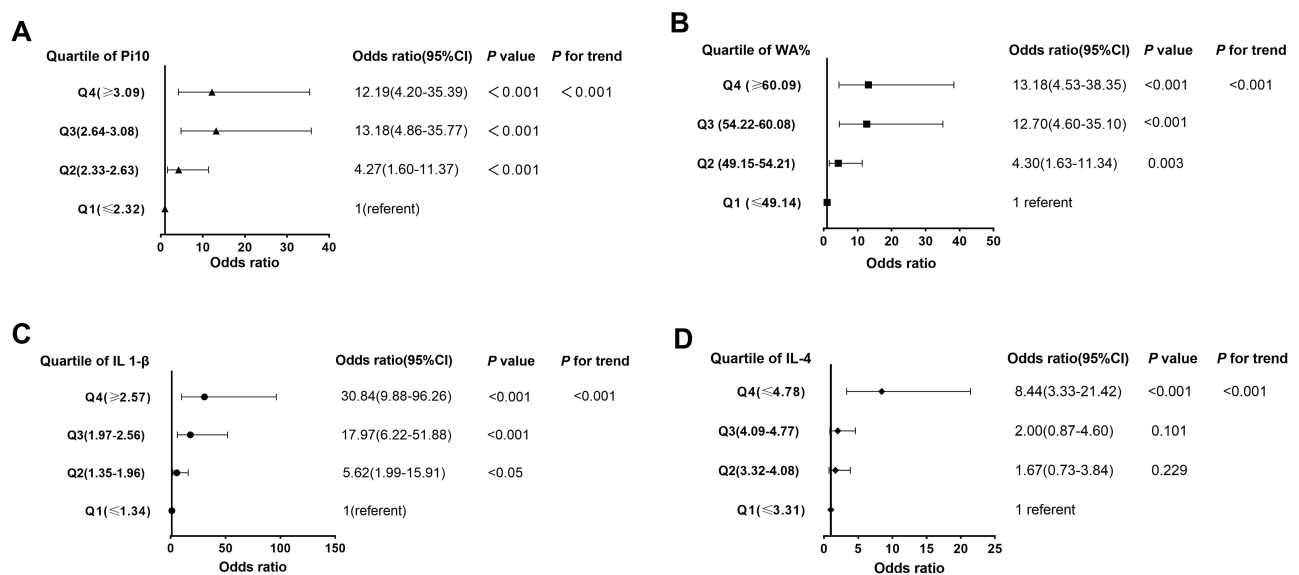 A
Quartile of Pi10 Odds ratio(95%CI) P value P for trend
Q4(≥3.09) 12.19(4.20-35.39) <0.001 <0.001
Q3(2.64-3.08) 13.18(4.86-35.77) <0.001
Q2(2.33-2.63) 4.27(1.60-11.37) <0.001
Q1(≤2.32) 1(referent)
0 10 20 30 40
Odds ratio
B
Quartile of WA% Odds ratio(95%CI) P value P for trend
Q4 (≥60.09) 13.18(4.53-38.35) <0.001 <0.001
Q3 (54.22-60.08) 12.70(4.60-35.10) <0.001
Q2 (49.15-54.21) 4.30(1.63-11.34) 0.003
Q1 (≤49.14) 1 referent
0 10 20 30 40 50
Odds ratio
C
Quartile of IL 1-β Odds ratio(95%CI) P value P for trend
Q4(≥2.57) 30.84(9.88-96.26) <0.001 <0.001
Q3(1.97-2.56) 17.97(6.22-51.88) <0.001
Q2(1.35-1.96) 5.62(1.99-15.91) <0.05
Q1(≤1.34) 1(referent)
0 50 100 150
Odds ratio
D
Quartile of IL-4 Odds ratio(95%CI) P value P for trend
Q4(≤4.78) 8.44(3.33-21.42) <0.001 <0.001
Q3(4.09-4.77) 2.00(0.87-4.60) 0.101
Q2(3.32-4.08) 1.67(0.73-3.84) 0.229
Q1(≤3.31) 1 referent
0 5 10 15 20 25
Odds ratio